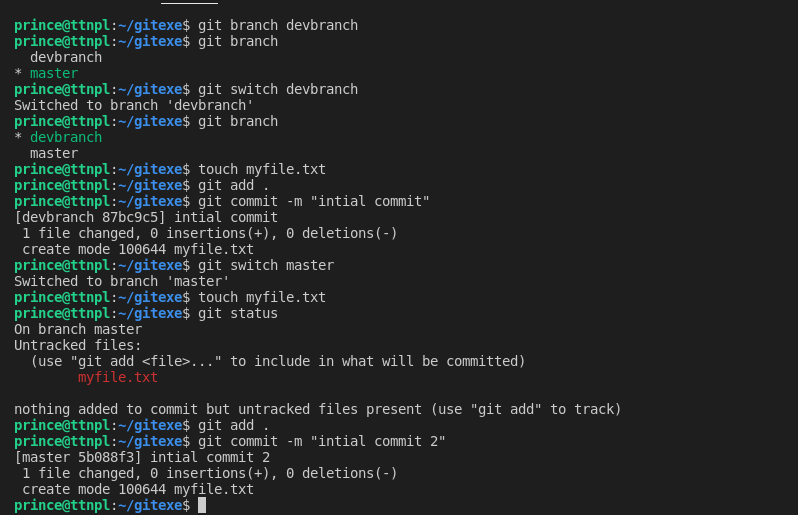 prince@ttnpl:~/gitexe$ git branch devbranch
prince@ttnpl:~/gitexe$ git branch
  devbranch
* master
prince@ttnpl:~/gitexe$ git switch devbranch
Switched to branch 'devbranch'
prince@ttnpl:~/gitexe$ git branch
* devbranch
  master
prince@ttnpl:~/gitexe$ touch myfile.txt
prince@ttnpl:~/gitexe$ git add .
prince@ttnpl:~/gitexe$ git commit -m "intial commit"
[devbranch 87bc9c5] intial commit
 1 file changed, 0 insertions(+), 0 deletions(-)
 create mode 100644 myfile.txt
prince@ttnpl:~/gitexe$ git switch master
Switched to branch 'master'
prince@ttnpl:~/gitexe$ touch myfile.txt
prince@ttnpl:~/gitexe$ git status
On branch master
Untracked files:
  (use "git add <file>..." to include in what will be committed)
        myfile.txt

nothing added to commit but untracked files present (use "git add" to track)
prince@ttnpl:~/gitexe$ git add .
prince@ttnpl:~/gitexe$ git commit -m "intial commit 2"
[master 5b088f3] intial commit 2
 1 file changed, 0 insertions(+), 0 deletions(-)
 create mode 100644 myfile.txt
prince@ttnpl:~/gitexe$